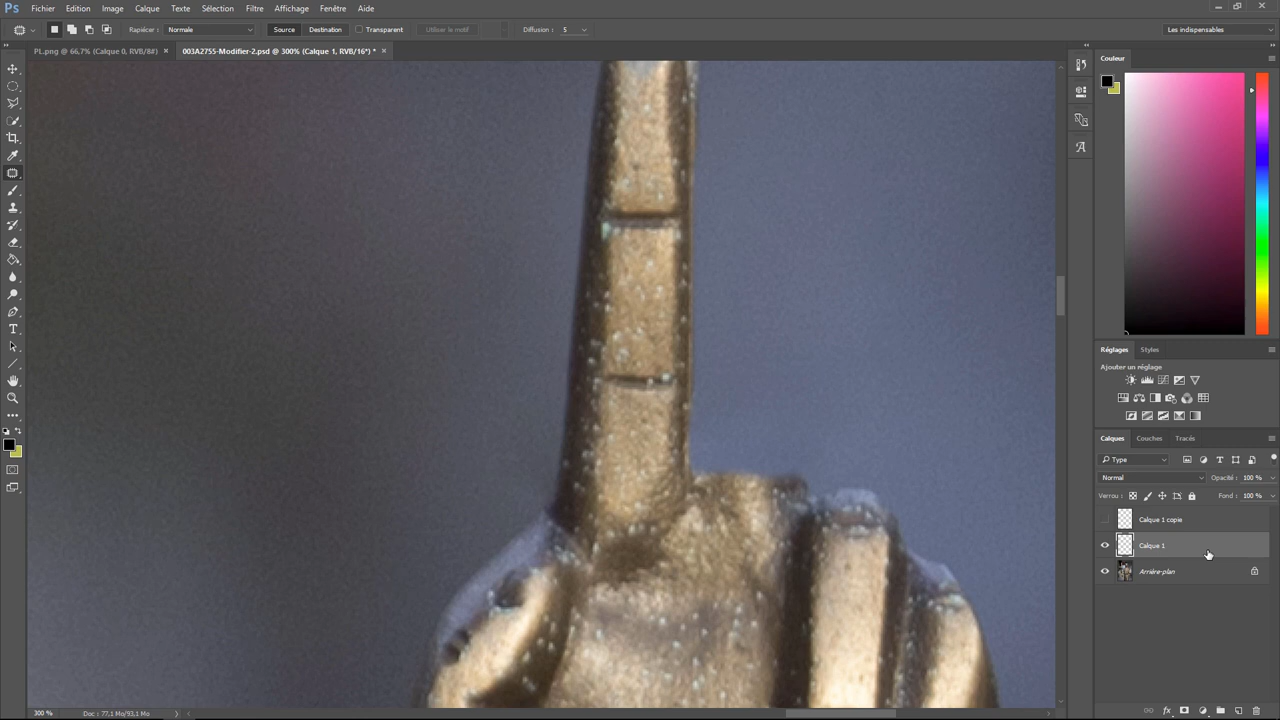 Ps Fichier Edition Image Calque Texte Sélection Filtre Affichage Fenêtre Aide
Rapiécer : Normale Source Destination Transparent Utiliser le motif Diffusion : 5 Les indispensables
PL.png @ 66,7% (Calque 0, RVB/8#) × 003A2755-Modifier-2.psd @ 300% (Calque 1, RVB/16*) * ×
Couleur
Réglages Styles
Ajouter un réglage
Calques Couches Tracés
Type
Normal Opacité : 100 %
Verrou : Fond : 100 %
Calque 1 copie
Calque 1
Arrière-plan
300 % Doc : 77,1 Mo/93,1 Mo